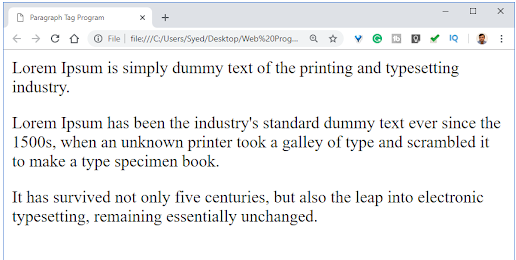 Paragraph Tag Program
File | file:///C:/Users/Syed/Desktop/Web%20Prog...
Lorem Ipsum is simply dummy text of the printing and typesetting
industry.
Lorem Ipsum has been the industry's standard dummy text ever since the
1500s, when an unknown printer took a galley of type and scrambled it
to make a type specimen book.
It has survived not only five centuries, but also the leap into electronic
typesetting, remaining essentially unchanged.